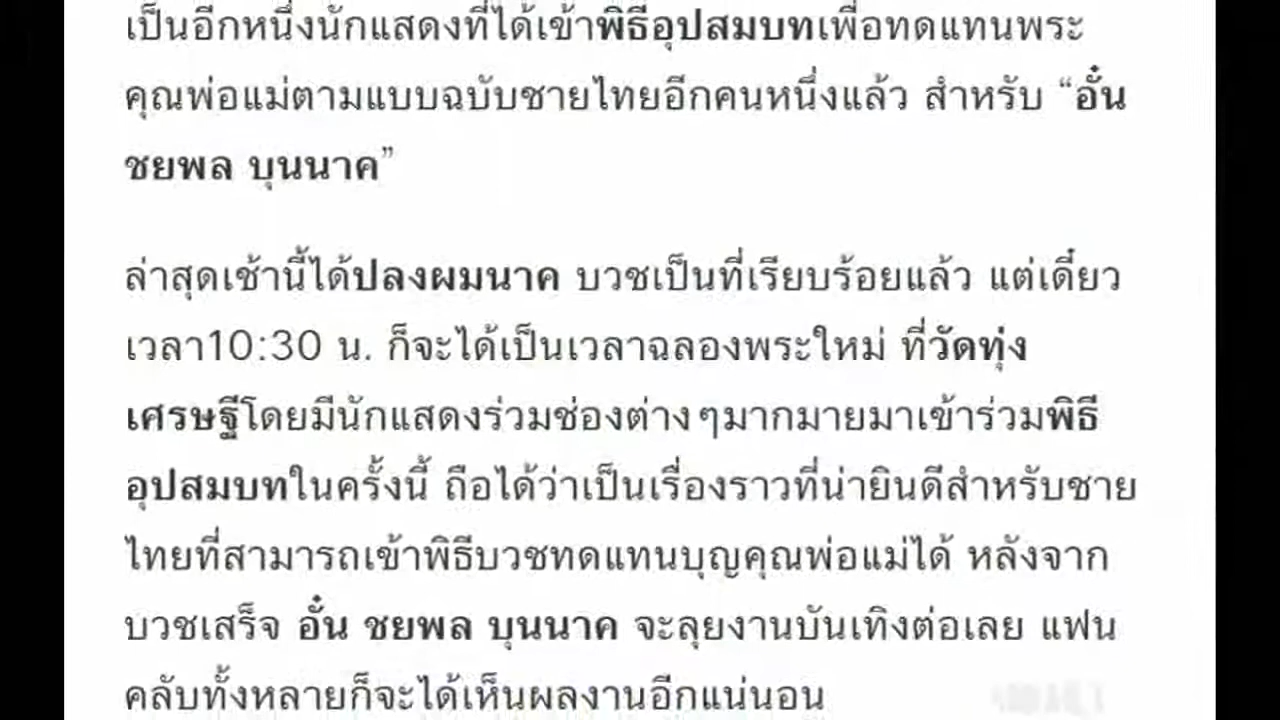 เป็นอีกหนึ่งนักแสดงที่ได้เข้าพิธีอุปสมบทเพื่อทดแทนพระ
คุณพ่อแม่ตามแบบฉบับชายไทยอีกคนหนึ่งแล้ว สำหรับ “อั๋น
ชยพล บุนนาค”
ล่าสุดเช้านี้ได้ปลงผมนาค บวชเป็นที่เรียบร้อยแล้ว แต่เดี๋ยว
เวลา10:30 น. ก็จะได้เป็นเวลาฉลองพระใหม่ ที่วัดทุ่ง
เศรษฐีโดยมีนักแสดงร่วมช่องต่างๆมากมายมาเข้าร่วมพิธี
อุปสมบทในครั้งนี้ ถือได้ว่าเป็นเรื่องราวที่น่ายินดีสำหรับชาย
ไทยที่สามารถเข้าพิธีบวชทดแทนบุญคุณพ่อแม่ได้ หลังจาก
บวชเสร็จ อั๋น ชยพล บุนนาค จะลุยงานบันเทิงต่อเลย แฟน
คลับทั้งหลายก็จะได้เห็นผลงานอีกแน่นอน